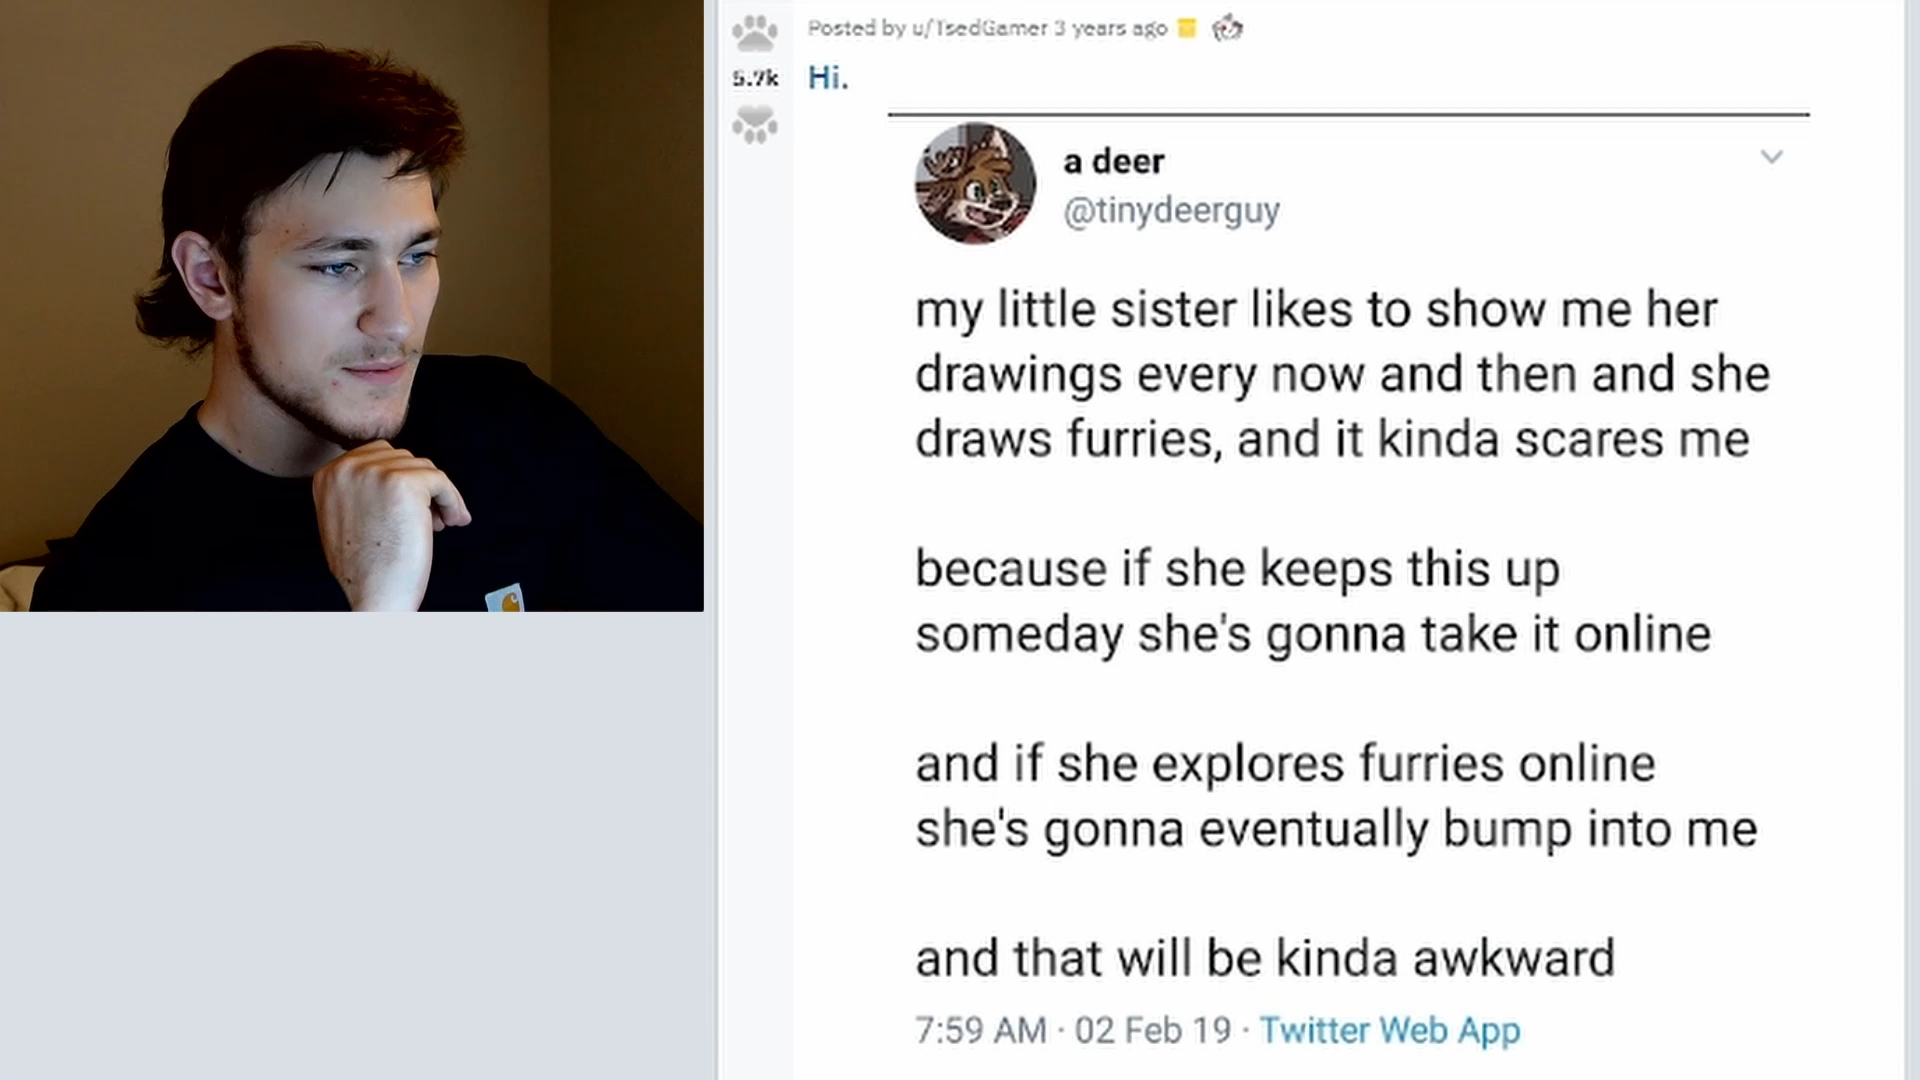 Posted by u/TsedGamer 3 years ago
5.7k
Hi.
a deer
@tinydeerguy
my little sister likes to show me her
drawings every now and then and she
draws furries, and it kinda scares me
because if she keeps this up
someday she's gonna take it online
and if she explores furries online
she's gonna eventually bump into me
and that will be kinda awkward
7:59 AM · 02 Feb 19 · Twitter Web App